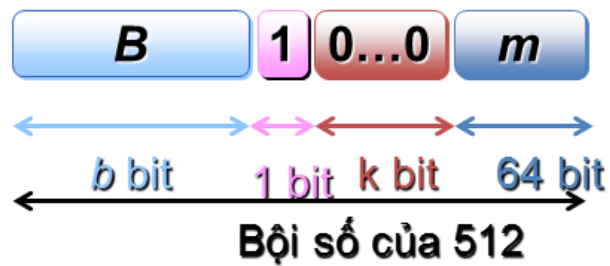 B 1 0...0 m
b bit 1 bit k bit 64 bit
Bội số của 512